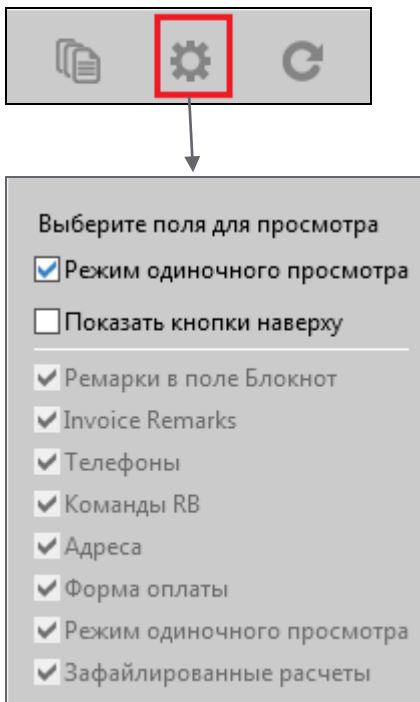 Выберите поля для просмотра
Режим одиночного просмотра
Показать кнопки наверху
Ремарки в поле Блокнот
Invoice Remarks
Телефоны
Команды RB
Адреса
Форма оплаты
Режим одиночного просмотра
Зафайлированные расчеты